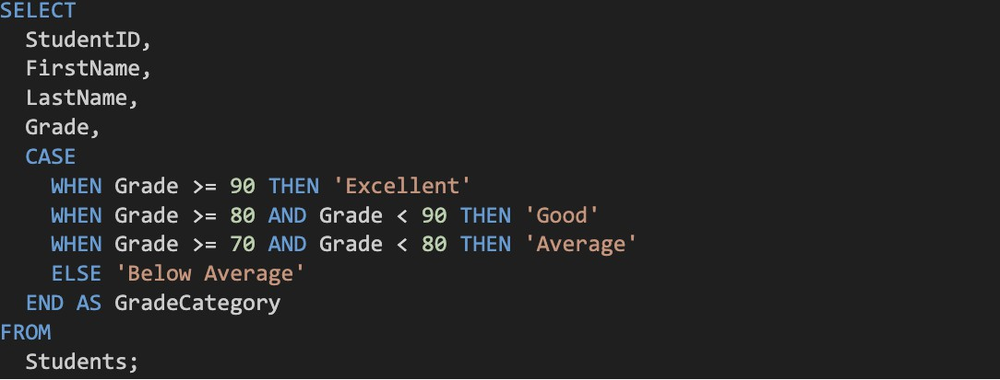 SELECT
  StudentID,
  FirstName,
  LastName,
  Grade,
  CASE
    WHEN Grade >= 90 THEN 'Excellent'
    WHEN Grade >= 80 AND Grade < 90 THEN 'Good'
    WHEN Grade >= 70 AND Grade < 80 THEN 'Average'
    ELSE 'Below Average'
  END AS GradeCategory
FROM
  Students;